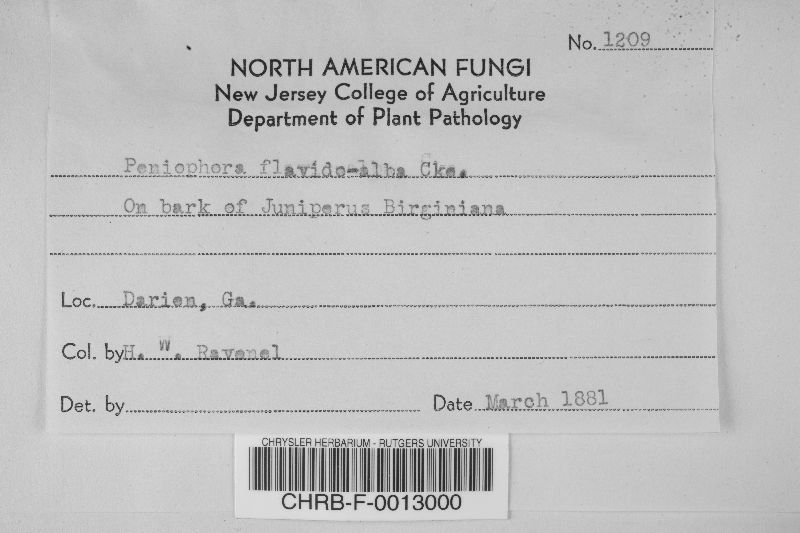 No. 1209
NORTH AMERICAN FUNGI
New Jersey College of Agriculture
Department of Plant Pathology
Peniophora flavido-alba Cke.
On bark of Juniperus Birginiana
Loc. Darien, Ga.
Col. by H. W. Ravenel
Det. by
Date March 1881
CHRYSLER HERBARIUM - RUTGERS UNIVERSITY
CHRB-F-0013000